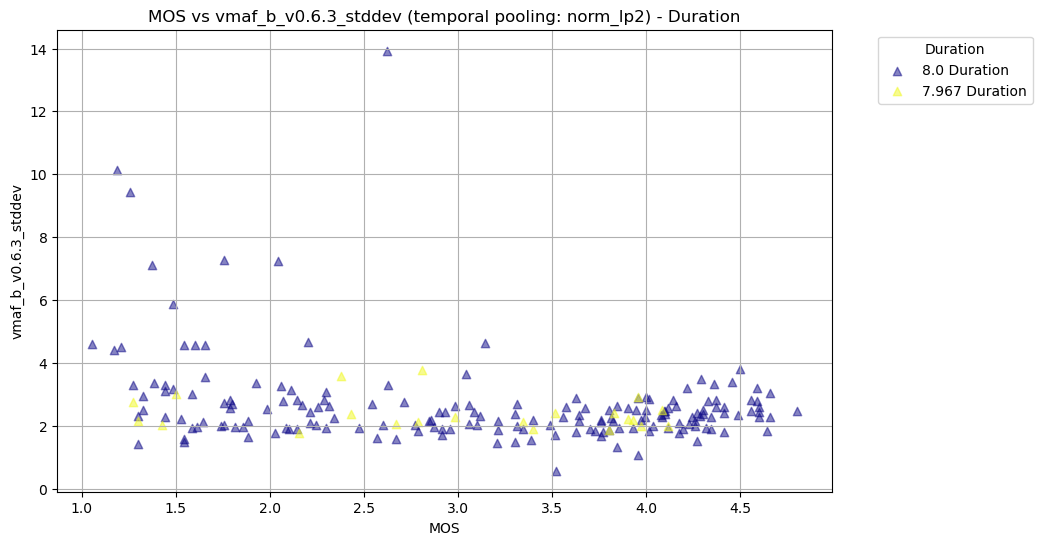 MOS vs vmaf_b_v0.6.3_stddev (temporal pooling: norm_lp2) - Duration
Duration
8.0 Duration
7.967 Duration
vmaf_b_v0.6.3_stddev
14
12
10
8
6
4
2
0
1.0 1.5 2.0 2.5 3.0 3.5 4.0 4.5
MOS